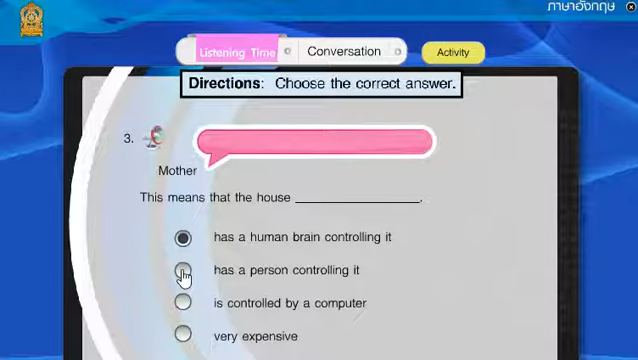 ภาษาอังกฤษ
Listening Time Conversation Activity
Directions: Choose the correct answer.
3.
Mother
This means that the house ____________________.
has a human brain controlling it
has a person controlling it
is controlled by a computer
very expensive